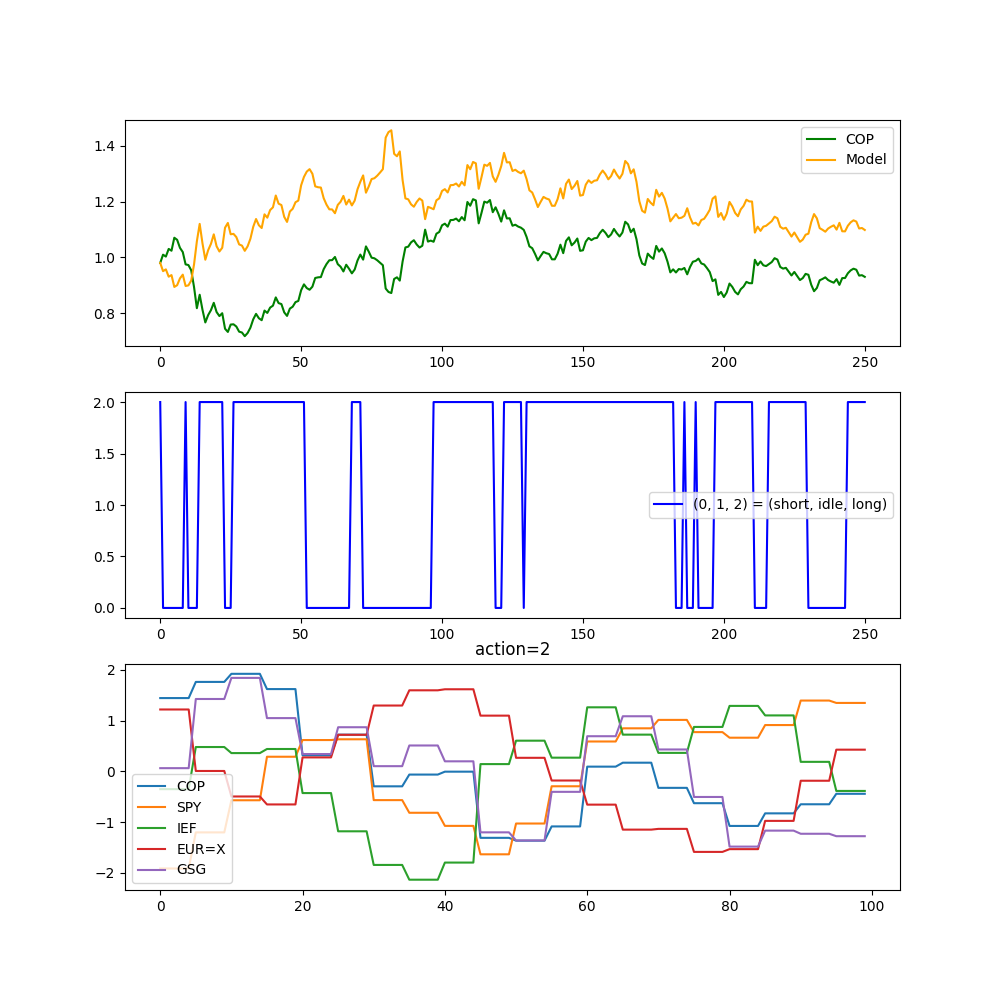 1.4
1.2
1.0
0.8
COP
Model
0 50 100 150 200 250
2.0
1.5
1.0
0.5
0.0
(0, 1, 2) = (short, idle, long)
0 50 100 150 200 250
action=2
2
1
0
−1
−2
COP
SPY
IEF
EUR=X
GSG
0 20 40 60 80 100